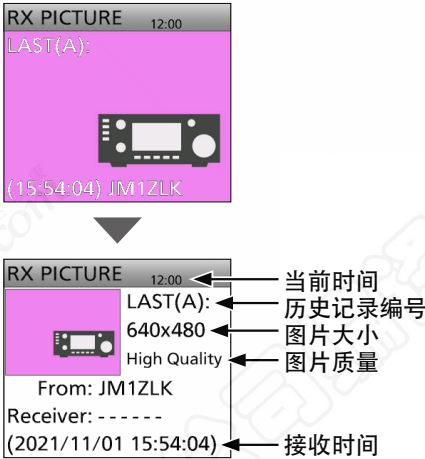 RX PICTURE 12:00
LAST(A):
(15:54:04) JM1ZLK
RX PICTURE 12:00 当前时间
LAST(A): 历史记录编号
640x480 图片大小
High Quality 图片质量
From: JM1ZLK
Receiver: - - - - - -
(2021/11/01 15:54:04) 接收时间